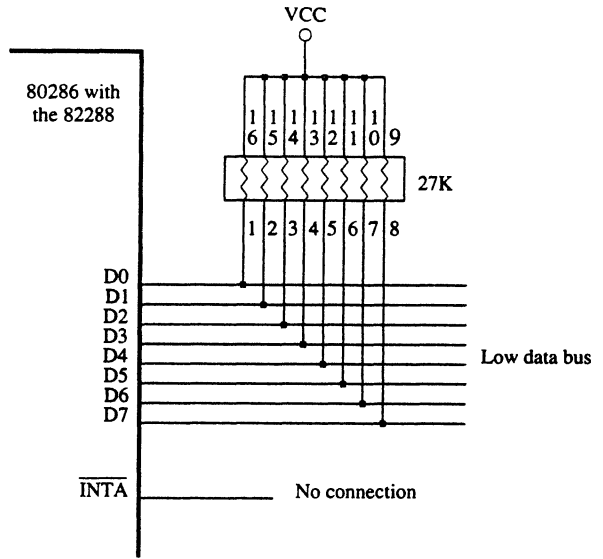 VCC
80286 with
the 82288
1 1 1 1 1 1 1
6 5 4 3 2 1 0 9
27K
1 2 3 4 5 6 7 8
D0
D1
D2
D3
D4
D5
D6
D7
Low data bus
INTA
No connection